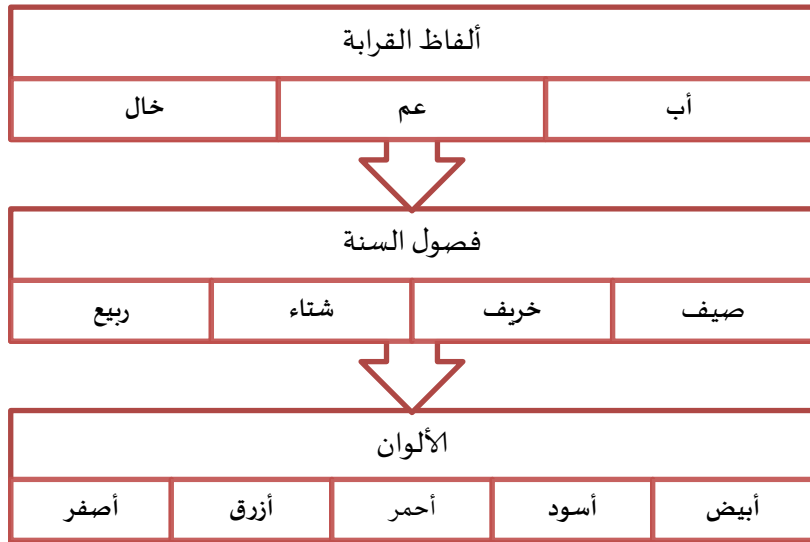 ألفاظ القرابة
أب عم خال
فصول السنة
صيف خريف شتاء ربيع
الألوان
أبيض أسود أحمر أزرق أصفر